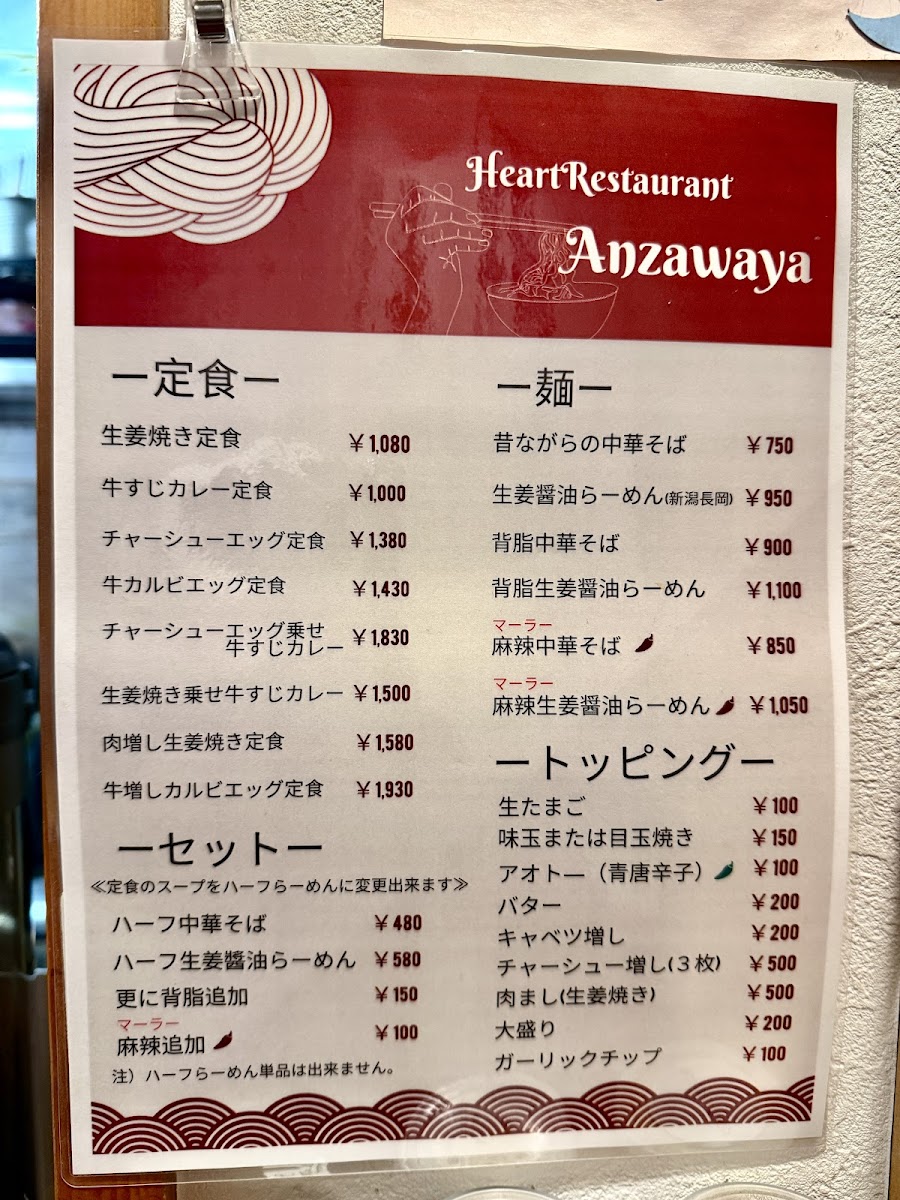 HeartRestaurant
Anzawaya
ー定食ー
生姜焼き定食 ￥1,080
牛すじカレー定食 ￥1,000
チャーシューエッグ定食 ￥1,380
牛カルビエッグ定食 ￥1,430
チャーシューエッグ乗せ
牛すじカレー ￥1,830
生姜焼き乗せ牛すじカレー ￥1,500
肉増し生姜焼き定食 ￥1,580
牛増しカルビエッグ定食 ￥1,930
ーセットー
≪定食のスープをハーフらーめんに変更出来ます≫
ハーフ中華そば ￥480
ハーフ生姜醬油らーめん ￥580
更に背脂追加 ￥150
マーラー
麻辣追加 ￥100
注）ハーフらーめん単品は出来ません。
ー麺ー
昔ながらの中華そば ￥750
生姜醤油らーめん(新潟長岡) ￥950
背脂中華そば ￥900
背脂生姜醤油らーめん ￥1,100
マーラー
麻辣中華そば ￥850
マーラー
麻辣生姜醤油らーめん ￥1,050
ートッピングー
生たまご ￥100
味玉または目玉焼き ￥150
アオトー（青唐辛子） ￥100
バター ￥200
キャベツ増し ￥200
チャーシュー増し(３枚) ￥500
肉まし(生姜焼き) ￥500
大盛り ￥200
ガーリックチップ ￥100